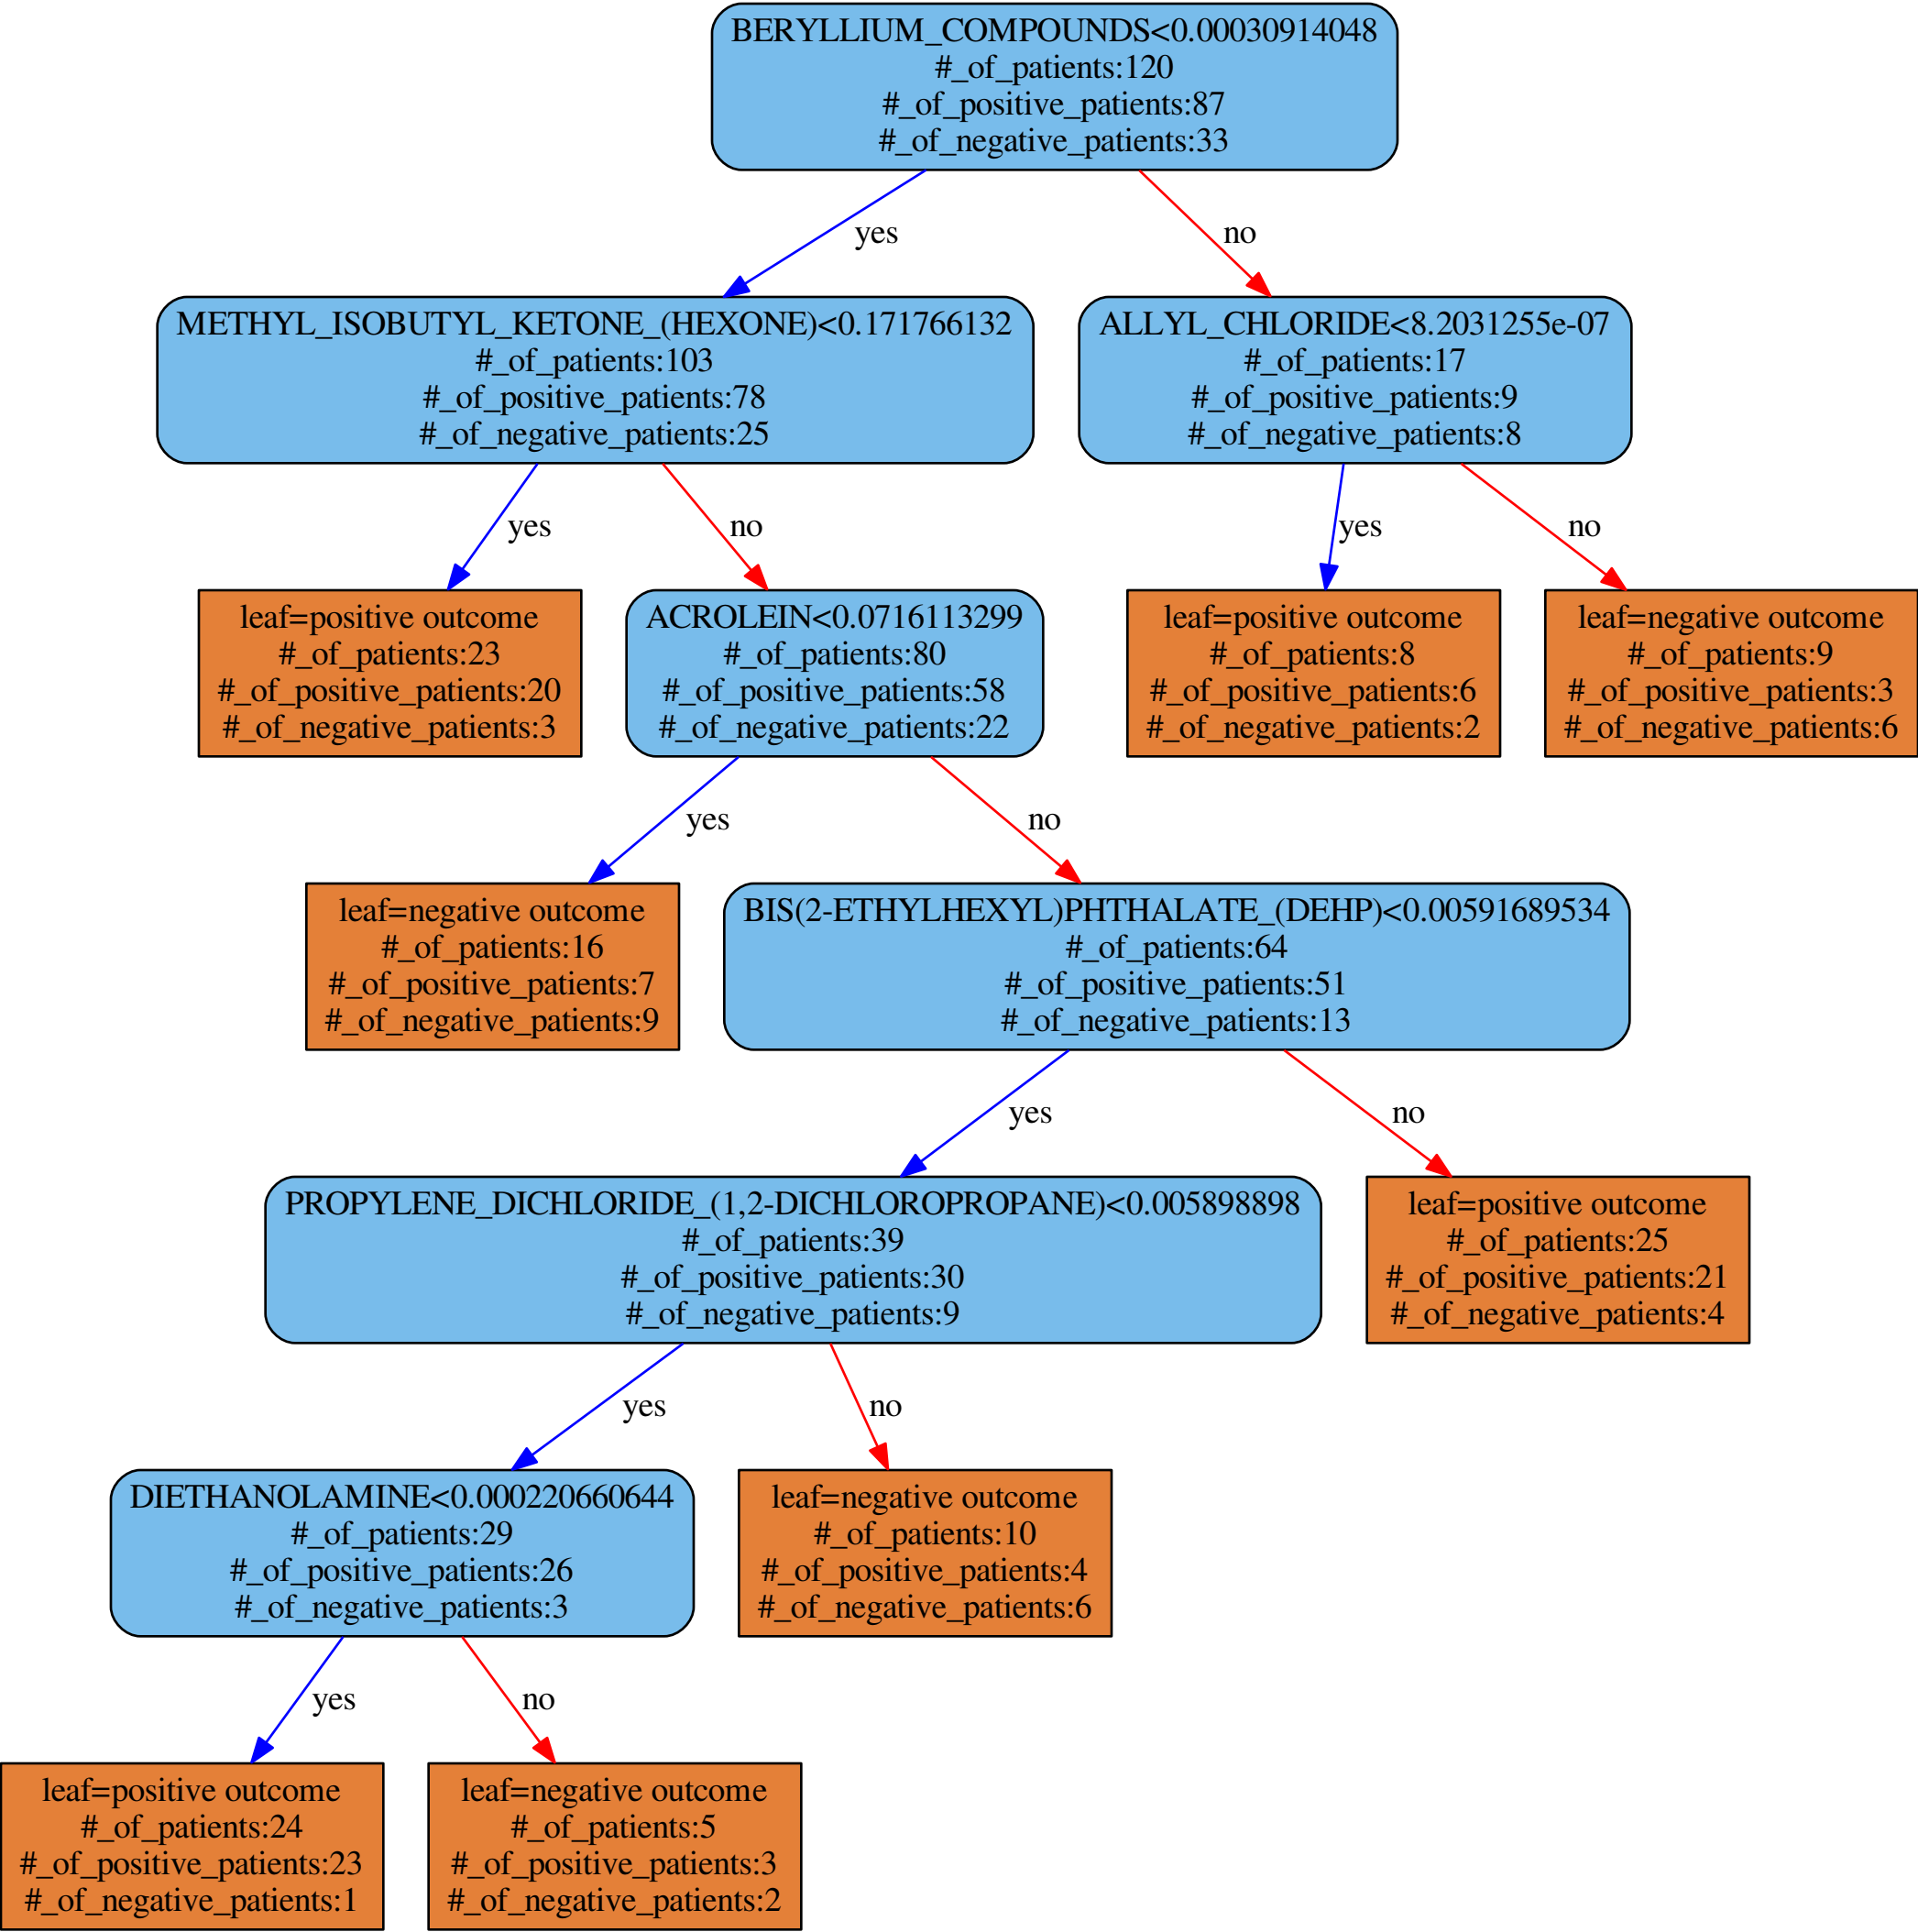 BERYLLIUM_COMPOUNDS<0.00030914048
#_of_patients:120
#_of_positive_patients:87
#_of_negative_patients:33
yes
no
METHYL_ISOBUTYL_KETONE_(HEXONE)<0.171766132
#_of_patients:103
#_of_positive_patients:78
#_of_negative_patients:25
ALLYL_CHLORIDE<8.2031255e-07
#_of_patients:17
#_of_positive_patients:9
#_of_negative_patients:8
yes
no
yes
no
leaf=positive outcome
#_of_patients:23
#_of_positive_patients:20
#_of_negative_patients:3
ACROLEIN<0.0716113299
#_of_patients:80
#_of_positive_patients:58
#_of_negative_patients:22
leaf=positive outcome
#_of_patients:8
#_of_positive_patients:6
#_of_negative_patients:2
leaf=negative outcome
#_of_patients:9
#_of_positive_patients:3
#_of_negative_patients:6
yes
no
leaf=negative outcome
#_of_patients:16
#_of_positive_patients:7
#_of_negative_patients:9
BIS(2-ETHYLHEXYL)PHTHALATE_(DEHP)<0.00591689534
#_of_patients:64
#_of_positive_patients:51
#_of_negative_patients:13
yes
no
PROPYLENE_DICHLORIDE_(1,2-DICHLOROPROPANE)<0.005898898
#_of_patients:39
#_of_positive_patients:30
#_of_negative_patients:9
leaf=positive outcome
#_of_patients:25
#_of_positive_patients:21
#_of_negative_patients:4
yes
no
DIETHANOLAMINE<0.000220660644
#_of_patients:29
#_of_positive_patients:26
#_of_negative_patients:3
leaf=negative outcome
#_of_patients:10
#_of_positive_patients:4
#_of_negative_patients:6
yes
no
leaf=positive outcome
#_of_patients:24
#_of_positive_patients:23
#_of_negative_patients:1
leaf=negative outcome
#_of_patients:5
#_of_positive_patients:3
#_of_negative_patients:2